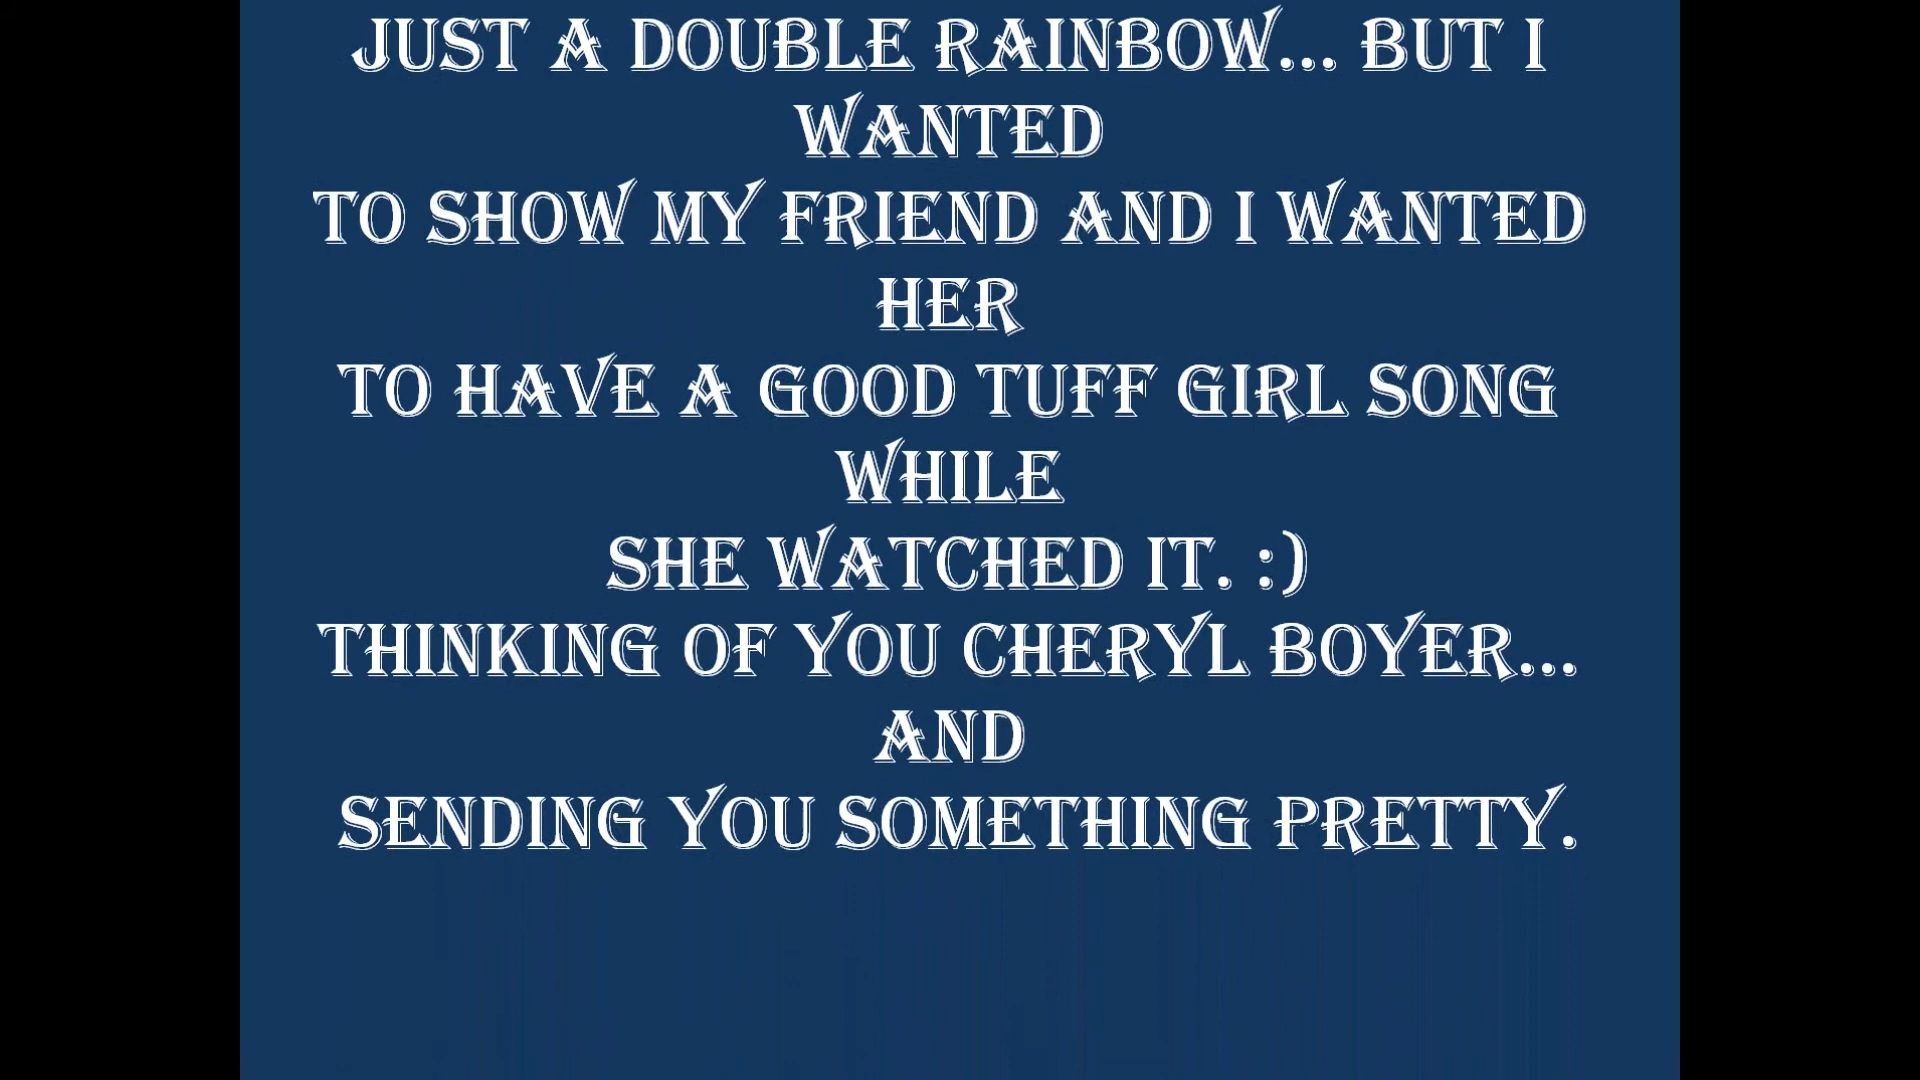 JUST A DOUBLE RAINBOW... BUT I
WANTED
TO SHOW MY FRIEND AND I WANTED
HER
TO HAVE A GOOD TUFF GIRL SONG
WHILE
SHE WATCHED IT. :)
THINKING OF YOU CHERYL BOYER...
AND
SENDING YOU SOMETHING PRETTY.